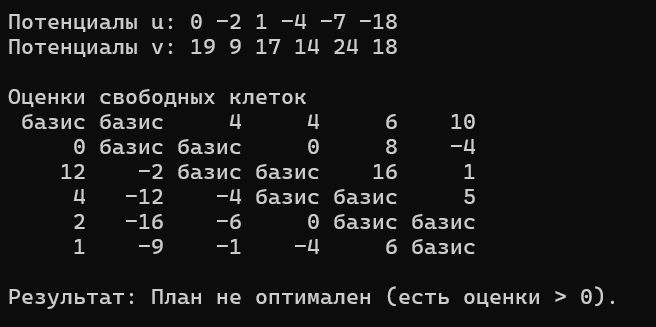 Потенциалы u: 0 -2 1 -4 -7 -18
Потенциалы v: 19 9 17 14 24 18
Оценки свободных клеток
базис базис 4 4 6 10
0 базис базис 0 8 -4
12 -2 базис базис 16 1
4 -12 -4 базис базис 5
2 -16 -6 0 базис базис
1 -9 -1 -4 6 базис
Результат: План не оптимален (есть оценки > 0).